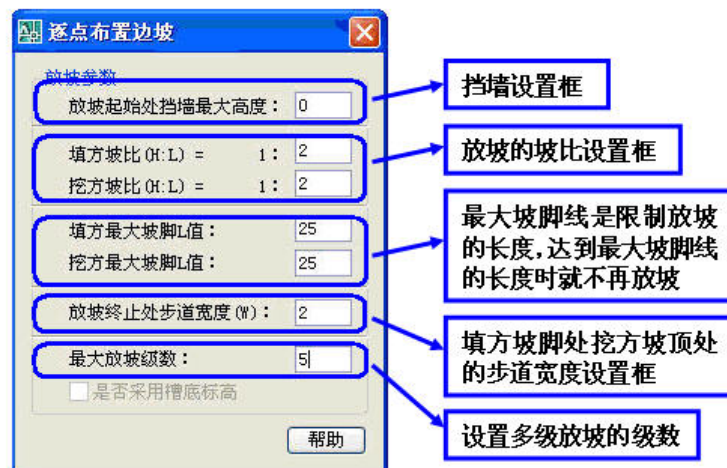 逐点布置边坡
放坡参数
放坡起始处挡墙最大高度： 0
填方坡比(H:L) = 1： 2
挖方坡比(H:L) = 1： 2
填方最大坡脚L值： 25
挖方最大坡脚L值： 25
放坡终止处步道宽度(W)： 2
最大放坡级数： 5
是否采用槽底标高
帮助
挡墙设置框
放坡的坡比设置框
最大坡脚线是限制放坡
的长度,达到最大坡脚线
的长度时就不再放坡
填方坡脚处挖方坡顶处
的步道宽度设置框
设置多级放坡的级数